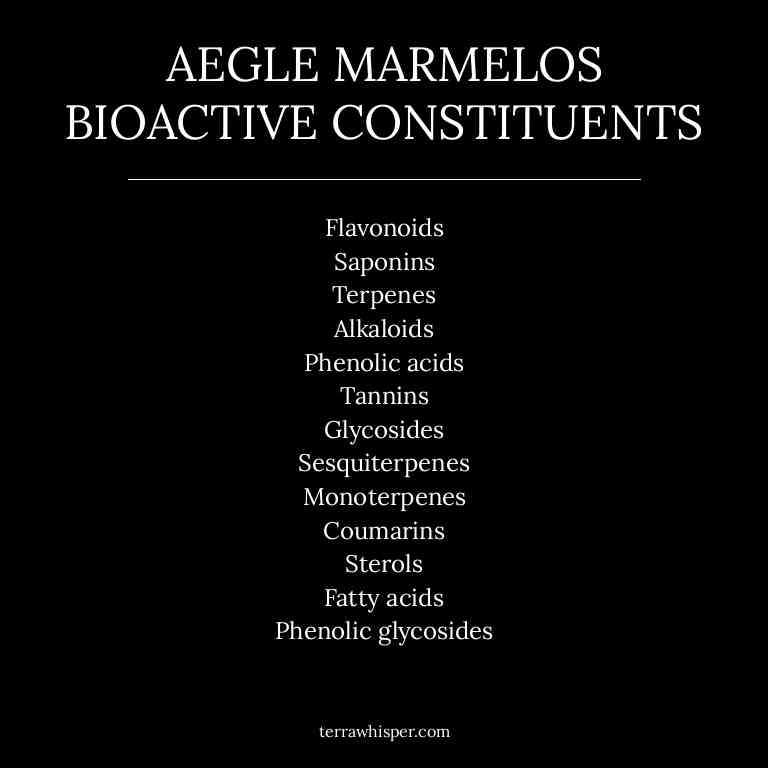 AEGLE MARMELOS
BIOACTIVE CONSTITUENTS
Flavonoids
Saponins
Terpenes
Alkaloids
Phenolic acids
Tannins
Glycosides
Sesquiterpenes
Monoterpenes
Coumarins
Sterols
Fatty acids
Phenolic glycosides
terrawhisper.com